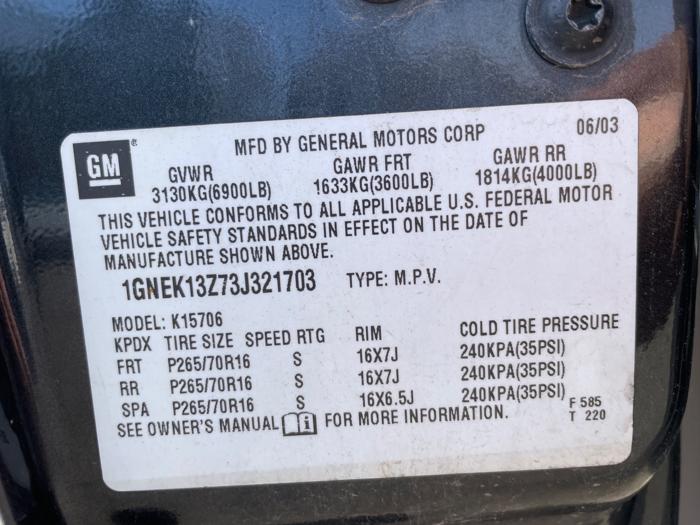 GM
MFD BY GENERAL MOTORS CORP 06/03
GVWR GAWR FRT GAWR RR
3130KG(6900LB) 1633KG(3600LB) 1814KG(4000LB)
THIS VEHICLE CONFORMS TO ALL APPLICABLE U.S. FEDERAL MOTOR
VEHICLE SAFETY STANDARDS IN EFFECT ON THE DATE OF
MANUFACTURE SHOWN ABOVE.
1GNEK13Z73J321703 TYPE: M.P.V.
MODEL: K15706
KPDX TIRE SIZE SPEED RTG RIM COLD TIRE PRESSURE
FRT P265/70R16 S 16X7J 240KPA(35PSI)
RR P265/70R16 S 16X7J 240KPA(35PSI)
SPA P265/70R16 S 16X6.5J 240KPA(35PSI)
SEE OWNER'S MANUAL i FOR MORE INFORMATION.
F 585
T 220